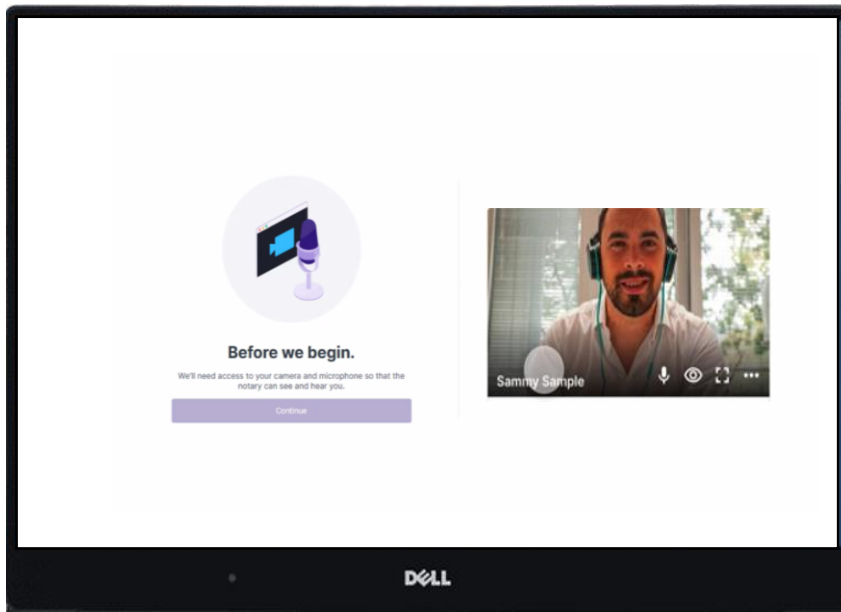 Before we begin.
We'll need access to your camera and microphone so that the
notary can see and hear you.
Continue
Sammy Sample
DELL